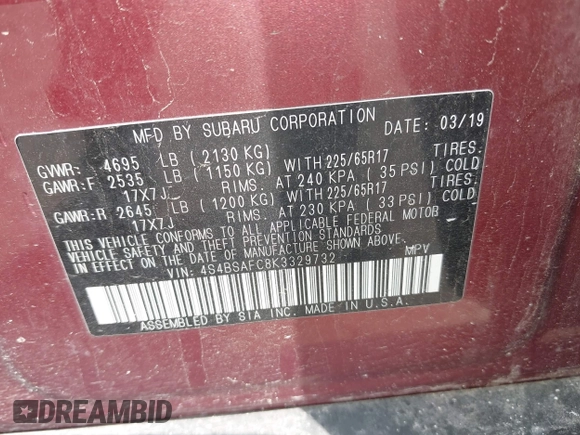 MFD BY SUBARU CORPORATION DATE: 03/19
GVWR: 4695 LB (2130 KG) TIRES:
GAWR:F 2535 LB (1150 KG) WITH 225/65R17 COLD
17X7J RIMS. AT 240 KPA (35 PSI) TIRES:
GAWR:R 2645 LB (1200 KG) WITH 225/65R17 COLD
17X7J RIMS. AT 230 KPA (33 PSI)
THIS VEHICLE CONFORMS TO ALL APPLICABLE FEDERAL MOTOR
VEHICLE SAFETY AND THEFT PREVENTION STANDARDS
IN EFFECT ON THE DATE OF MANUFACTURE SHOWN ABOVE.
VIN: 4S4BSAFC8K3329732 MPV
ASSEMBLED BY SIA INC. MADE IN U.S.A.
DREAMBID